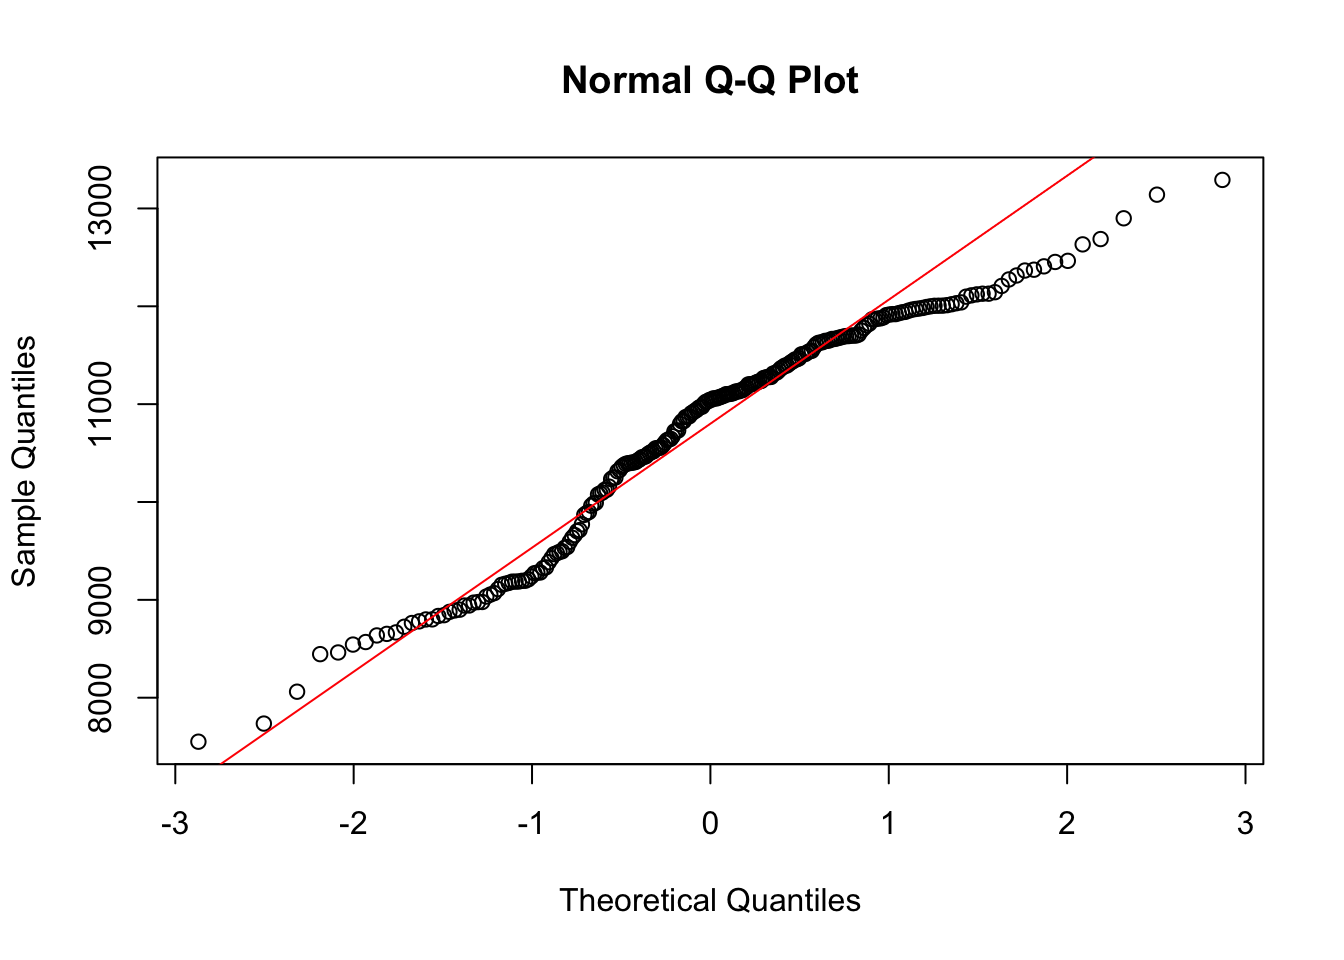 Normal Q-Q Plot
Sample Quantiles
13000
11000
9000
8000
-3 -2 -1 0 1 2 3
Theoretical Quantiles